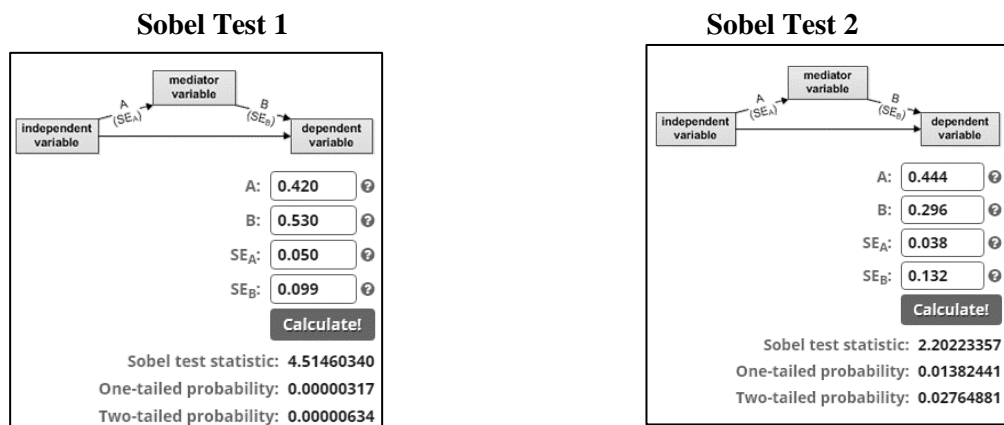 Sobel Test 1
mediator
variable
A
(SEA)
B
(SEB)
independent
variable
dependent
variable
A: 0.420
B: 0.530
SEA: 0.050
SEB: 0.099
Calculate!
Sobel test statistic: 4.51460340
One-tailed probability: 0.00000317
Two-tailed probability: 0.00000634
Sobel Test 2
mediator
variable
A
(SEA)
B
(SEB)
independent
variable
dependent
variable
A: 0.444
B: 0.296
SEA: 0.038
SEB: 0.132
Calculate!
Sobel test statistic: 2.20223357
One-tailed probability: 0.01382441
Two-tailed probability: 0.02764881